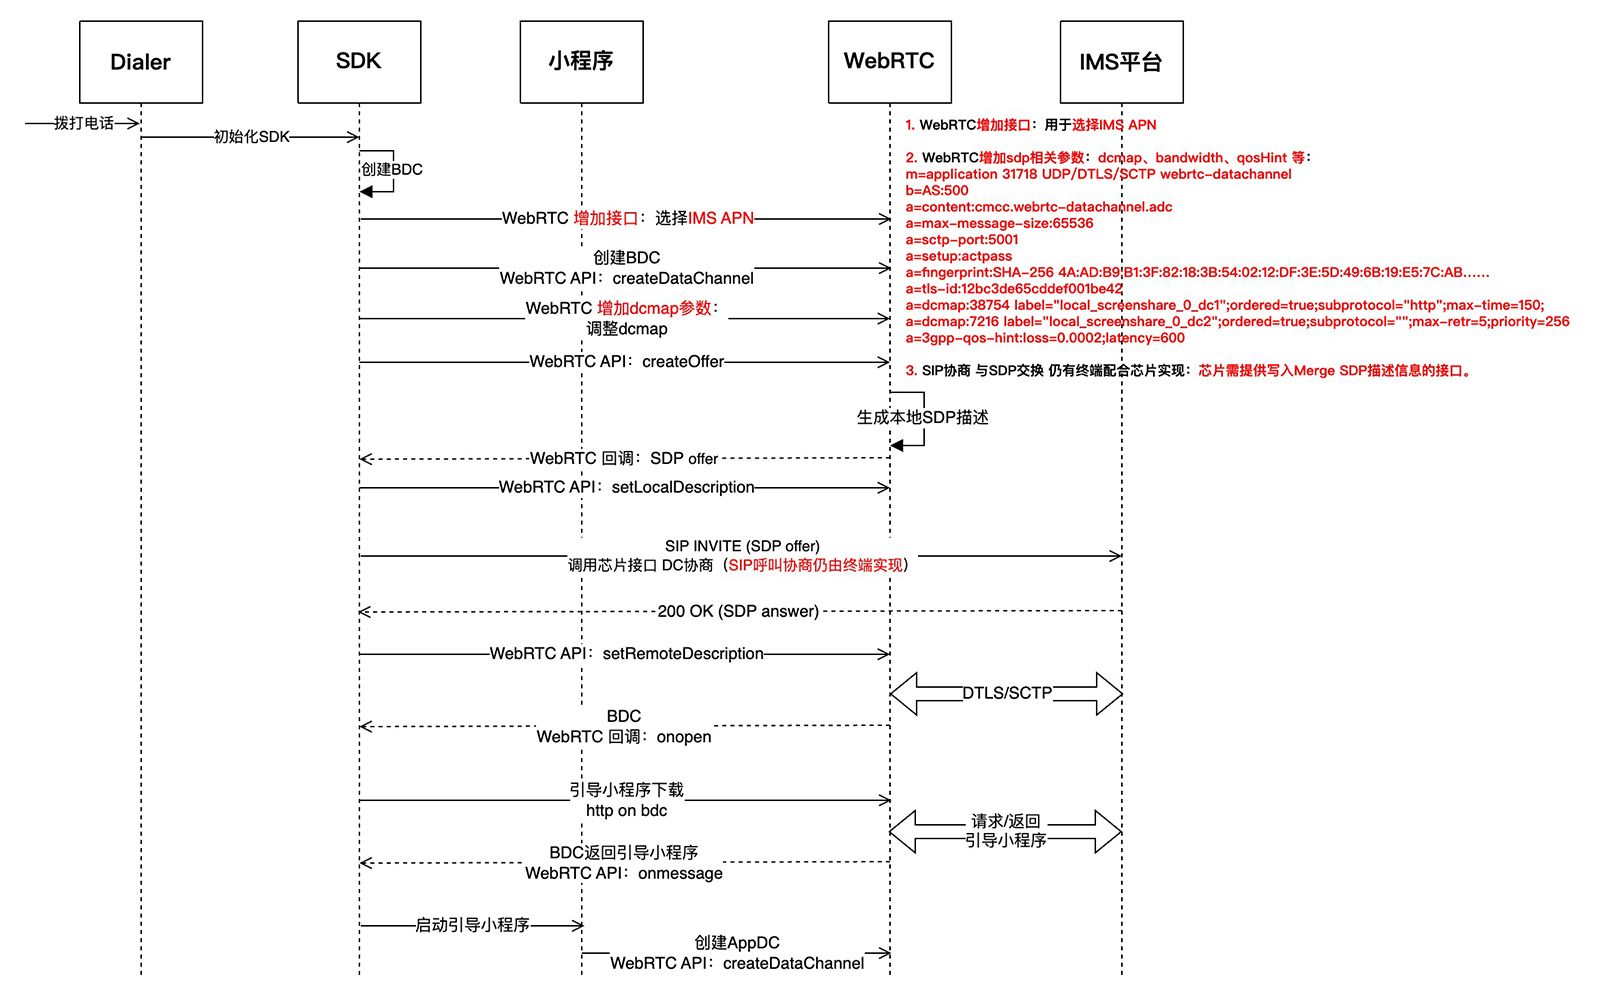 Dialer
SDK
小程序
WebRTC
IMS平台
拨打电话
初始化SDK
创建BDC
WebRTC 增加接口：选择IMS APN
创建BDC
WebRTC API：createDataChannel
WebRTC 增加dcmap参数：
调整dcmap
WebRTC API：createOffer
1. WebRTC增加接口：用于选择IMS APN
2. WebRTC增加sdp相关参数：dcmap、bandwidth、qosHint 等：
m=application 31718 UDP/DTLS/SCTP webrtc-datachannel
b=AS:500
a=content:cmcc.webrtc-datachannel.adc
a=max-message-size:65536
a=sctp-port:5001
a=setup:actpass
a=fingerprint:SHA-256 4A:AD:B9:B1:3F:82:18:3B:54:02:12:DF:3E:5D:49:6B:19:E5:7C:AB……
a=tls-id:12bc3de65cddef001be42
a=dcmap:38754 label="local_screenshare_0_dc1";ordered=true;subprotocol="http";max-time=150;
a=dcmap:7216 label="local_screenshare_0_dc2";ordered=true;subprotocol="";max-retr=5;priority=256
a=3gpp-qos-hint:loss=0.0002;latency=600
3. SIP协商 与SDP交换 仍有终端配合芯片实现：芯片需提供写入Merge SDP描述信息的接口。
生成本地SDP描述
WebRTC 回调：SDP offer
WebRTC API：setLocalDescription
SIP INVITE (SDP offer)
调用芯片接口 DC协商（SIP呼叫协商仍由终端实现）
200 OK (SDP answer)
WebRTC API：setRemoteDescription
DTLS/SCTP
BDC
WebRTC 回调：onopen
引导小程序下载
http on bdc
请求/返回
引导小程序
BDC返回引导小程序
WebRTC API：onmessage
启动引导小程序
创建AppDC
WebRTC API：createDataChannel